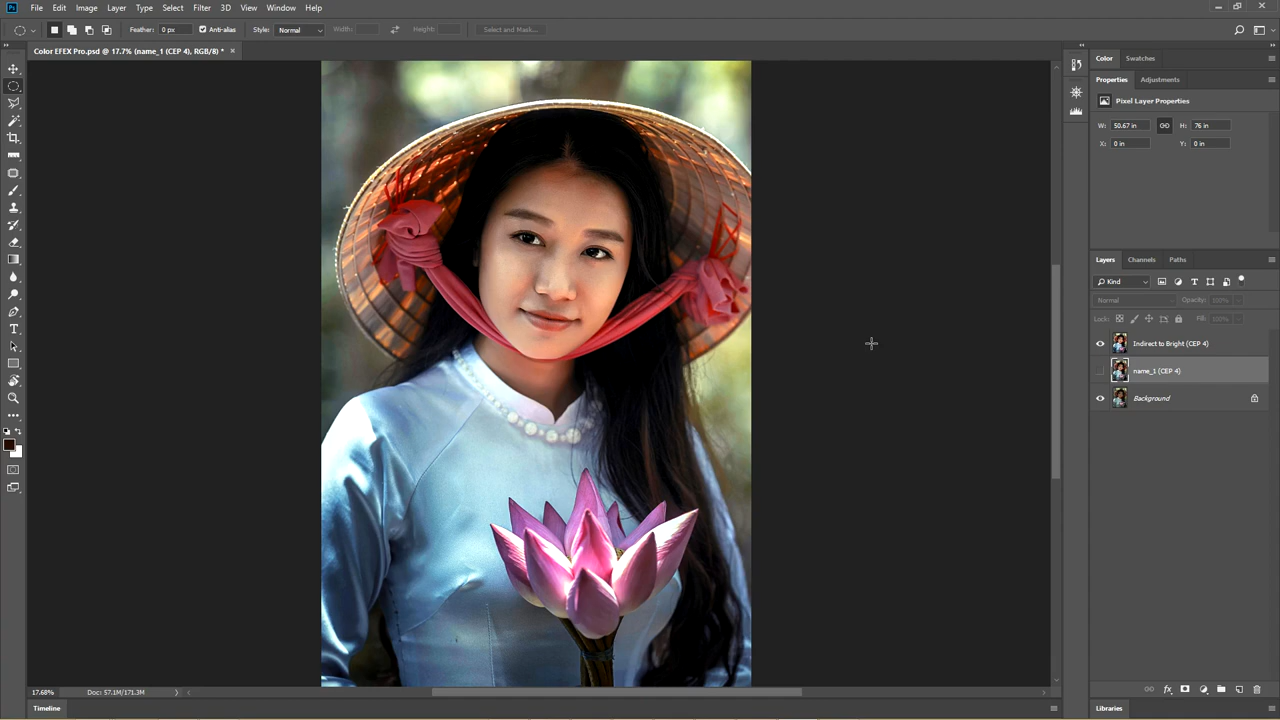 Ps File Edit Image Layer Type Select Filter 3D View Window Help
Feather: 0 px Anti-alias Style: Normal Width: Height: Select and Mask...
Color EFEX Pro.psd @ 17.7% (name_1 (CEP 4), RGB/8) * ×
Color Swatches
Properties Adjustments
Pixel Layer Properties
W: 50.67 in H: 76 in
X: 0 in Y: 0 in
Layers Channels Paths
Kind
Normal Opacity: 100%
Lock: Fill: 100%
Indirect to Bright (CEP 4)
name_1 (CEP 4)
Background
17.68% Doc: 57.1M/171.3M
Timeline
Libraries